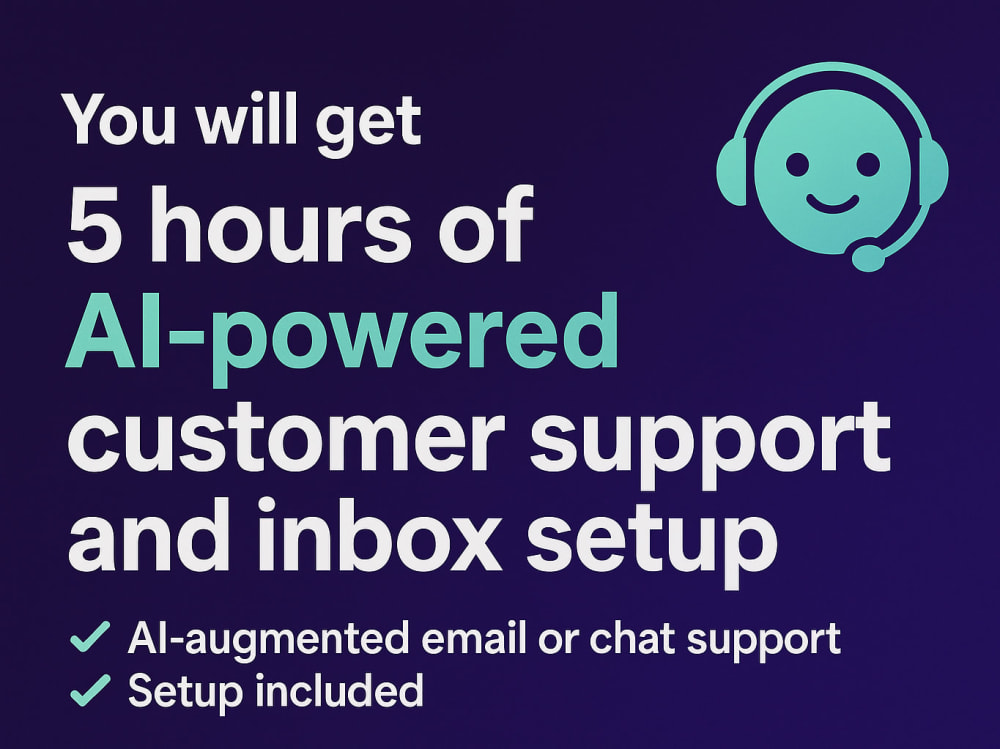 You will get
5 hours of
AI-powered
customer support
and inbox setup
AI-augmented email or chat support
Setup included